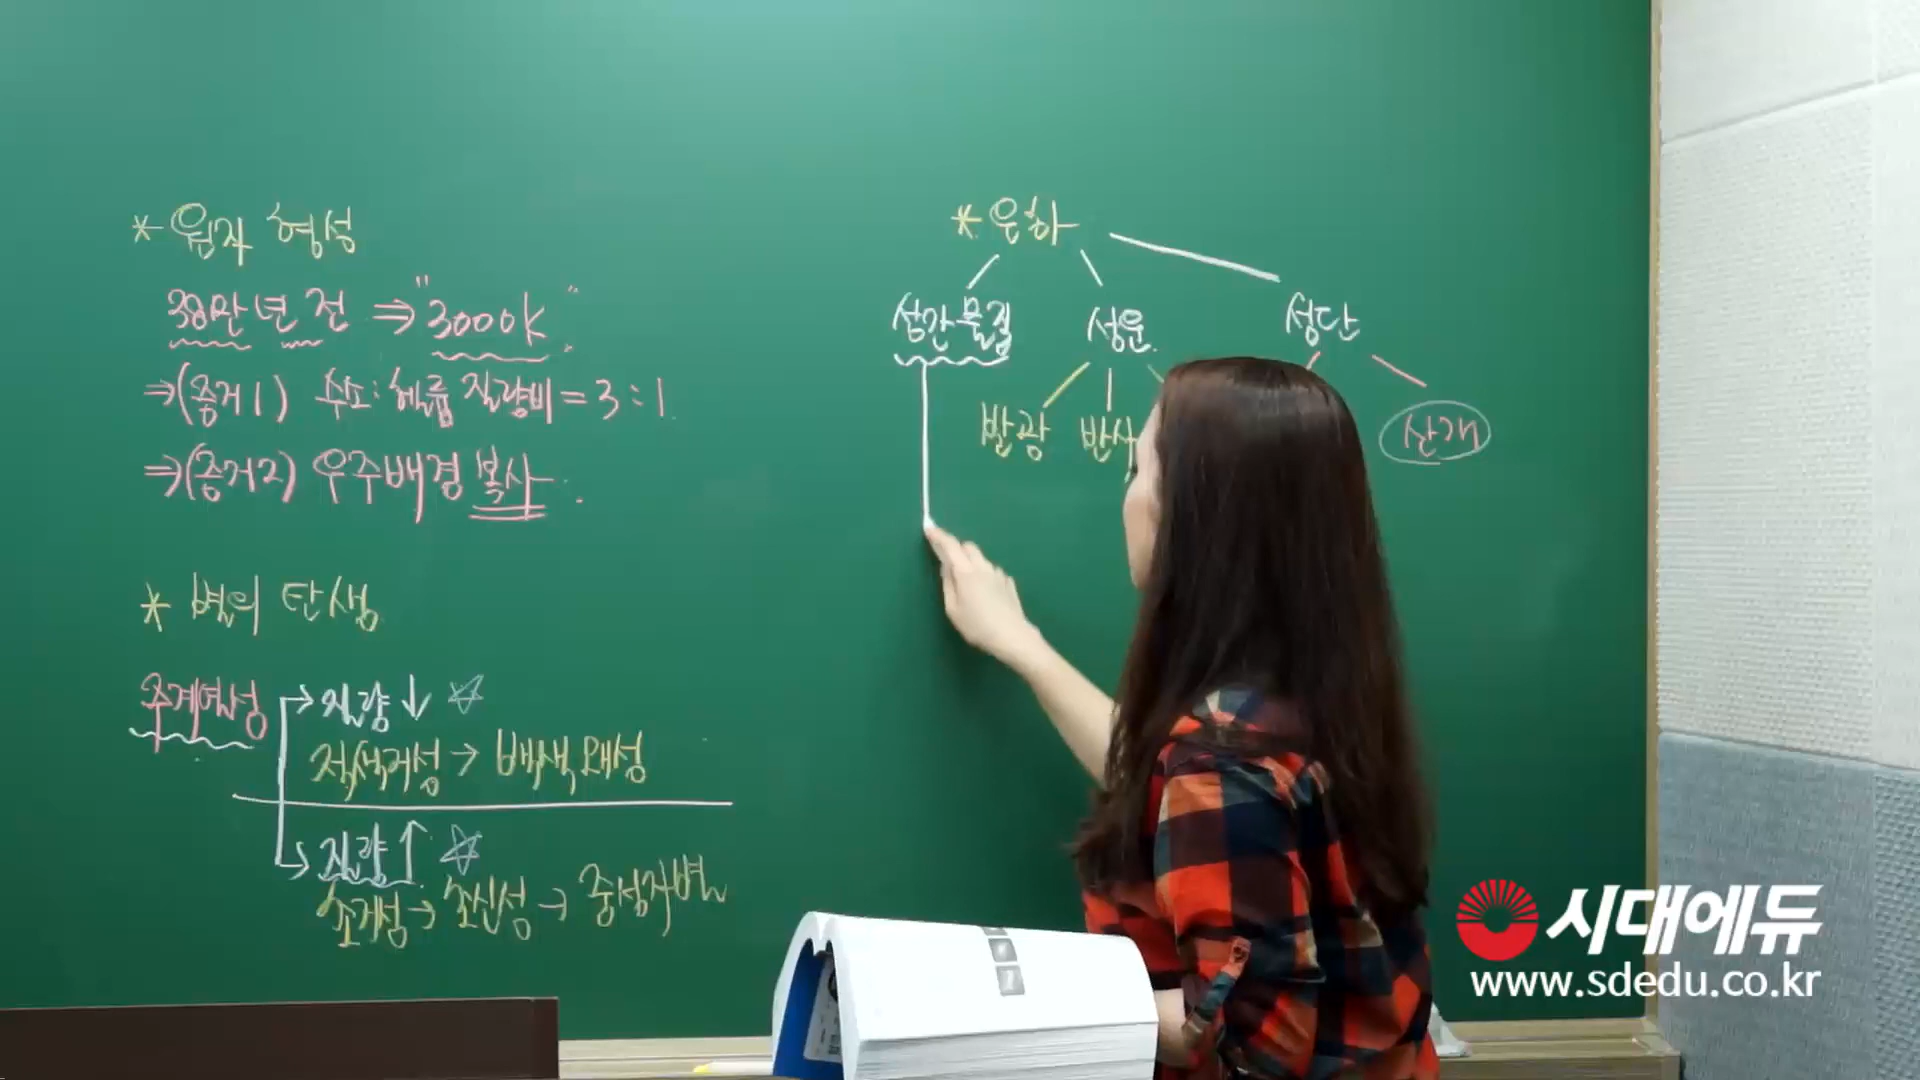 * 원자 형성
38만년 전 ⇒ "3000K"
⇒(증거1) 수소:헬륨 질량비 = 3:1
⇒(증거2) 우주배경 복사
* 별의 탄생
주계열성
→ 질량↓ ☆
적색거성 → 백색왜성
→ 질량↑ ☆
초거성 → 초신성 → 중성자별
* 은하
성간물질 성운 성단
발광 반사
산개
시대에듀
www.sdedu.co.kr